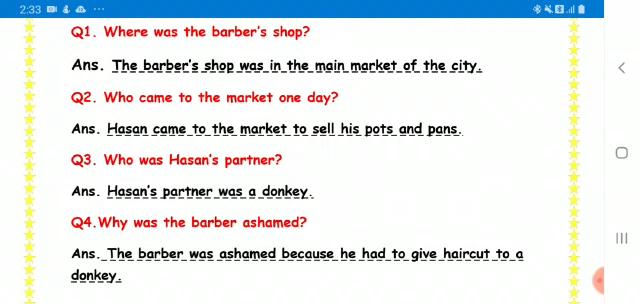 2:33
Q1. Where was the barber's shop?
Ans. The barber's shop was in the main market of the city.
Q2. Who came to the market one day?
Ans. Hasan came to the market to sell his pots and pans.
Q3. Who was Hasan's partner?
Ans. Hasan's partner was a donkey.
Q4.Why was the barber ashamed?
Ans. The barber was ashamed because he had to give haircut to a
donkey.